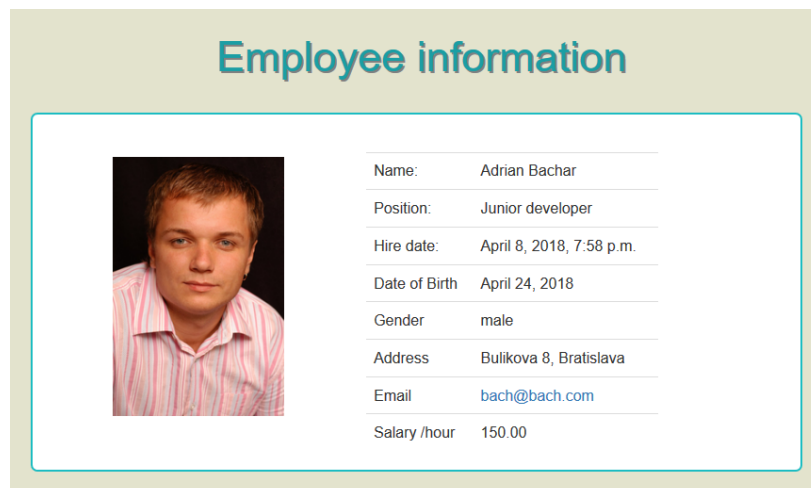 Employee information
Name: Adrian Bachar
Position: Junior developer
Hire date: April 8, 2018, 7:58 p.m.
Date of Birth April 24, 2018
Gender male
Address Bulikova 8, Bratislava
Email bach@bach.com
Salary /hour 150.00